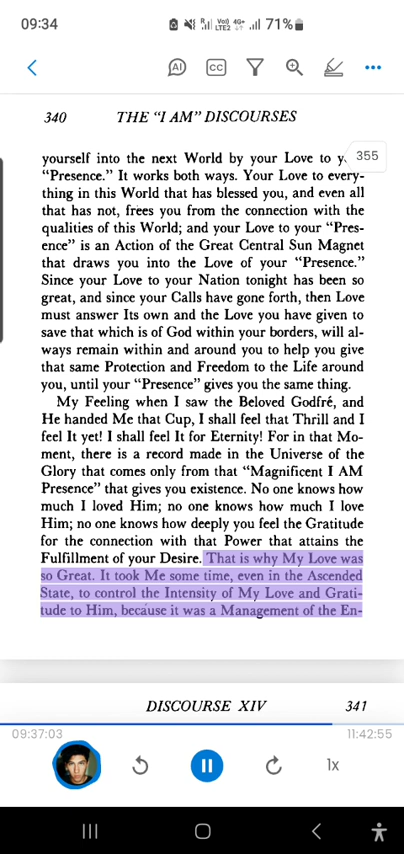 09:34
71%
AI
CC
340 THE “I AM” DISCOURSES
355
yourself into the next World by your Love to
“Presence.” It works both ways. Your Love to every-
thing in this World that has blessed you, and even all
that has not, frees you from the connection with the
qualities of this World; and your Love to your “Pres-
ence” is an Action of the Great Central Sun Magnet
that draws you into the Love of your “Presence.”
Since your Love to your Nation tonight has been so
great, and since your Calls have gone forth, then Love
must answer Its own and the Love you have given to
save that which is of God within your borders, will al-
ways remain within and around you to help you give
that same Protection and Freedom to the Life around
you, until your “Presence” gives you the same thing.
My Feeling when I saw the Beloved Godfré, and
He handed Me that Cup, I shall feel that Thrill and I
feel It yet! I shall feel It for Eternity! For in that Mo-
ment, there is a record made in the Universe of the
Glory that comes only from that “Magnificent I AM
Presence” that gives you existence. No one knows how
much I loved Him; no one knows how much I love
Him; no one knows how deeply you feel the Gratitude
for the connection with that Power that attains the
Fulfillment of your Desire. That is why My Love was
so Great. It took Me some time, even in the Ascended
State, to control the Intensity of My Love and Grati-
tude to Him, because it was a Management of the En-
DISCOURSE XIV 341
09:37:03 11:42:55
1x